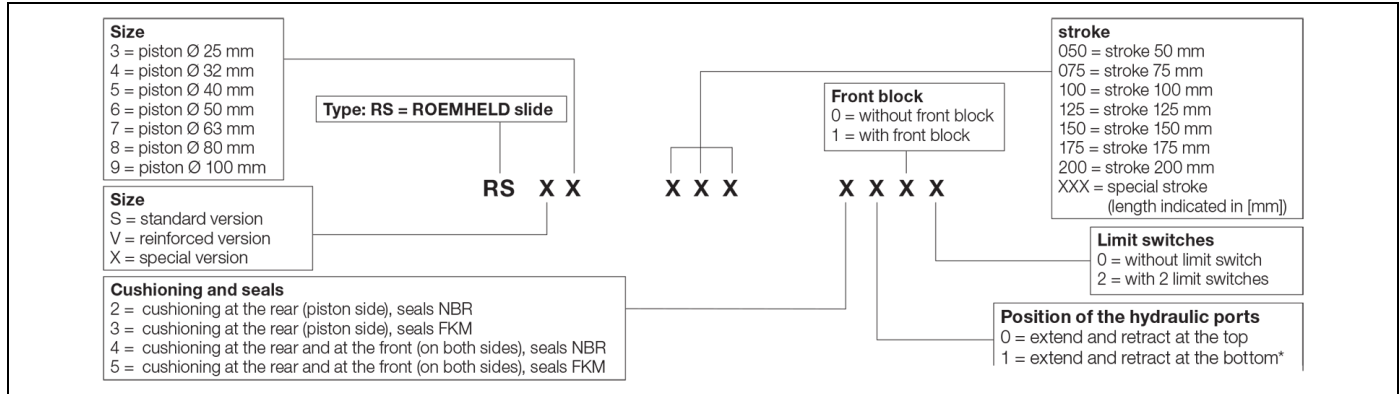 Size
3 = piston Ø 25 mm
4 = piston Ø 32 mm
5 = piston Ø 40 mm
6 = piston Ø 50 mm
7 = piston Ø 63 mm
8 = piston Ø 80 mm
9 = piston Ø 100 mm
Type: RS = ROEMHELD slide
Front block
0 = without front block
1 = with front block
stroke
050 = stroke 50 mm
075 = stroke 75 mm
100 = stroke 100 mm
125 = stroke 125 mm
150 = stroke 150 mm
175 = stroke 175 mm
200 = stroke 200 mm
XXX = special stroke
(length indicated in [mm])
RS X X X X X X X X X
Size
S = standard version
V = reinforced version
X = special version
Limit switches
0 = without limit switch
2 = with 2 limit switches
Cushioning and seals
2 = cushioning at the rear (piston side), seals NBR
3 = cushioning at the rear (piston side), seals FKM
4 = cushioning at the rear and at the front (on both sides), seals NBR
5 = cushioning at the rear and at the front (on both sides), seals FKM
Position of the hydraulic ports
0 = extend and retract at the top
1 = extend and retract at the bottom*